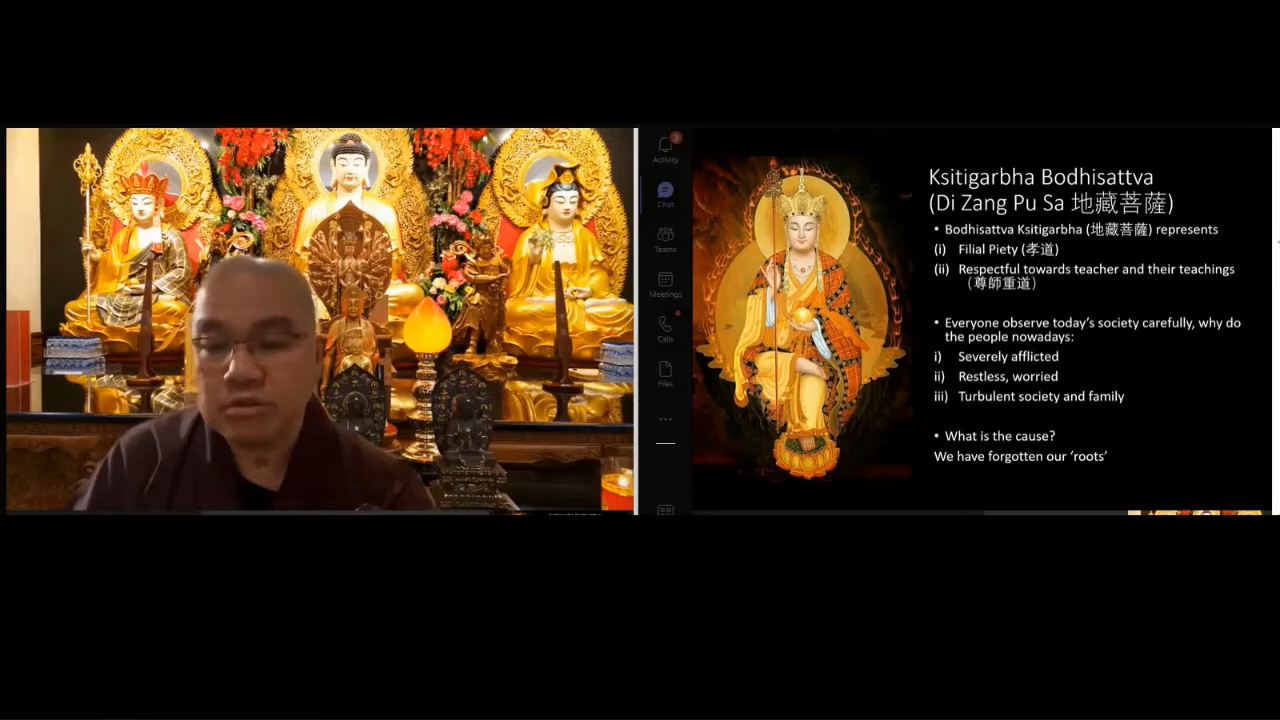 3
Activity
Chat
Teams
Meetings
Calls
Files
Ksitigarbha Bodhisattva
(Di Zang Pu Sa 地藏菩薩)
• Bodhisattva Ksitigarbha (地藏菩薩) represents
(i) Filial Piety (孝道)
(ii) Respectful towards teacher and their teachings
(尊師重道)
• Everyone observe today's society carefully, why do
the people nowadays:
i) Severely afflicted
ii) Restless, worried
iii) Turbulent society and family
• What is the cause?
We have forgotten our 'roots'